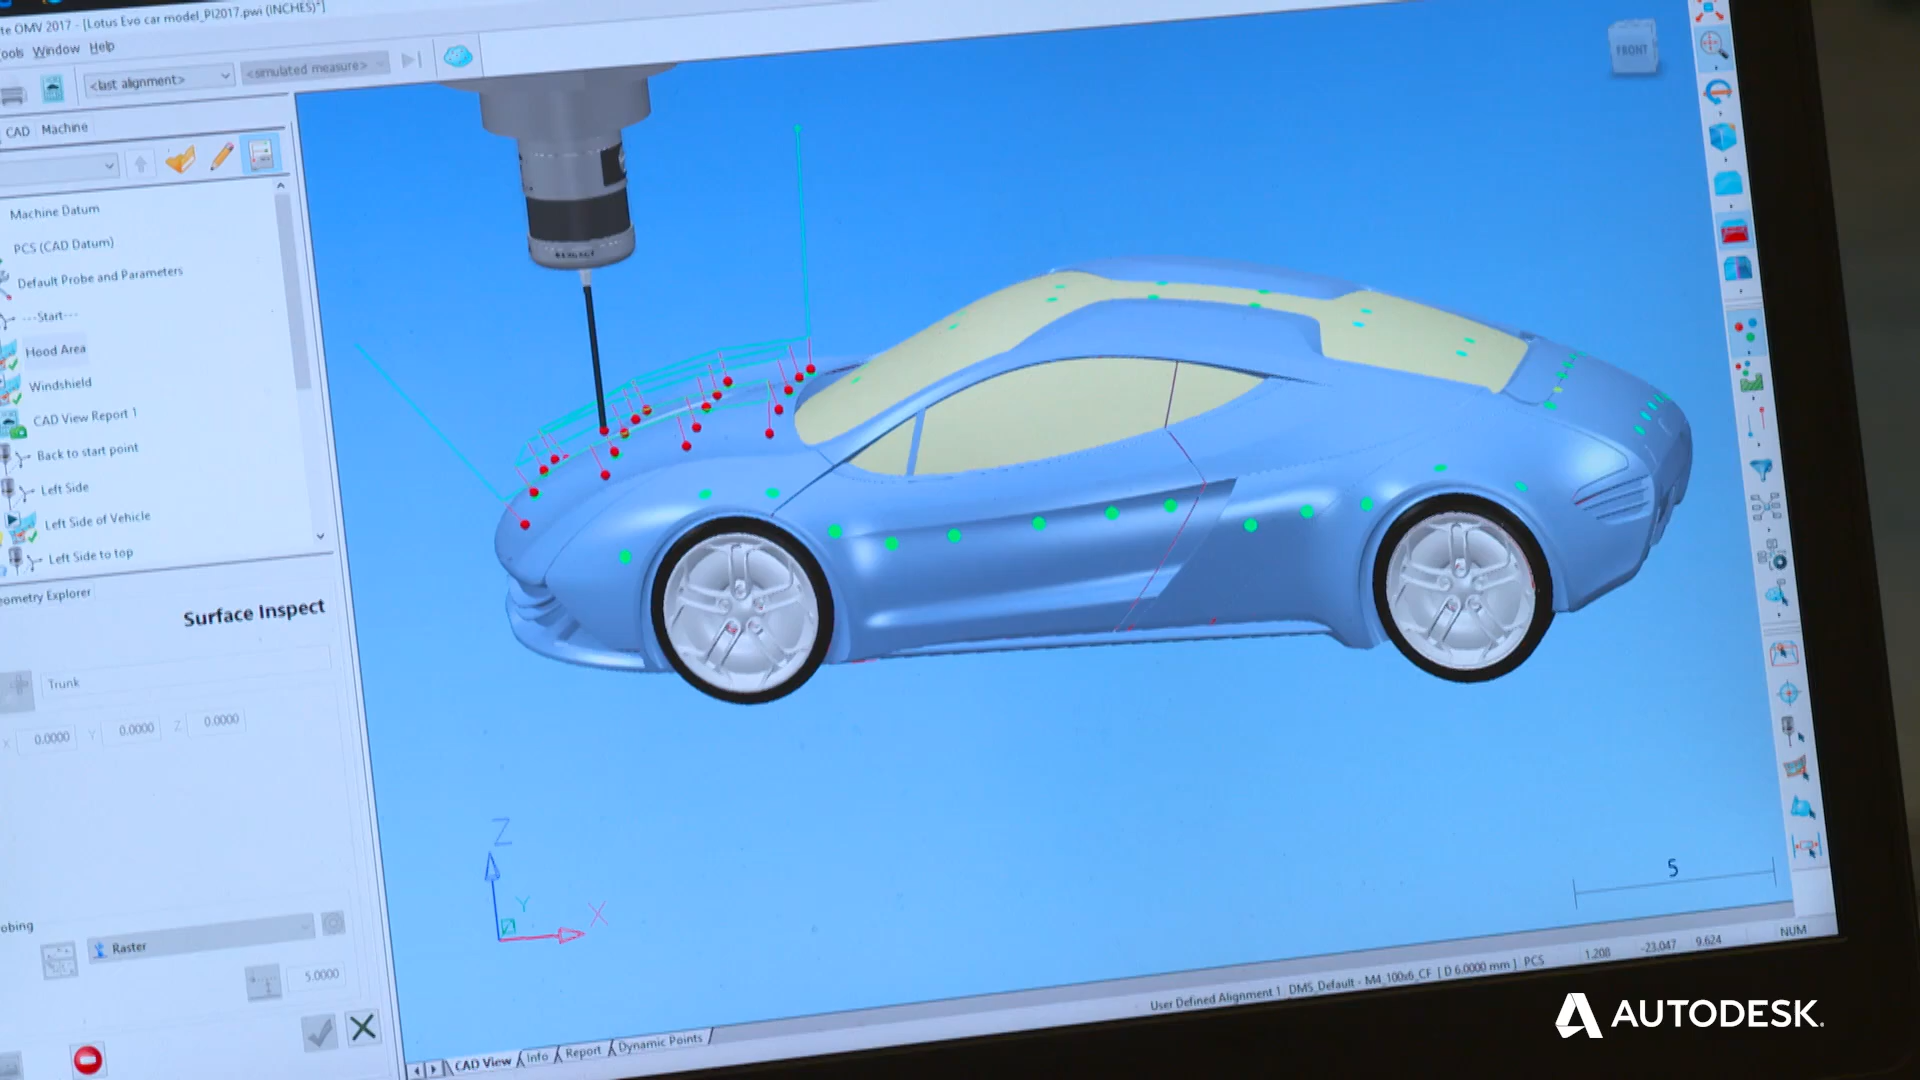 te OMV 2017 - [Lotus Evo car model_PI2017.pwi (INCHES)*]
ools Window Help
<last alignment> <simulated measure>
CAD Machine
FRONT
Machine Datum
PCS (CAD Datum)
Default Probe and Parameters
---Start---
Hood Area
Windshield
CAD View Report 1
Back to start point
Left Side
Left Side of Vehicle
Left Side to top
eometry Explorer
Surface Inspect
Trunk
X 0.0000 Y 0.0000 Z 0.0000
obing
Raster
5.0000
Z
Y
X
5
CAD View Info Report Dynamic Points
User Defined Alignment 1 DMS_Default - M4_100x6_CF [ D 6.0000 mm ] PCS 1.208 -23.047 9.624 NUM
AUTODESK.